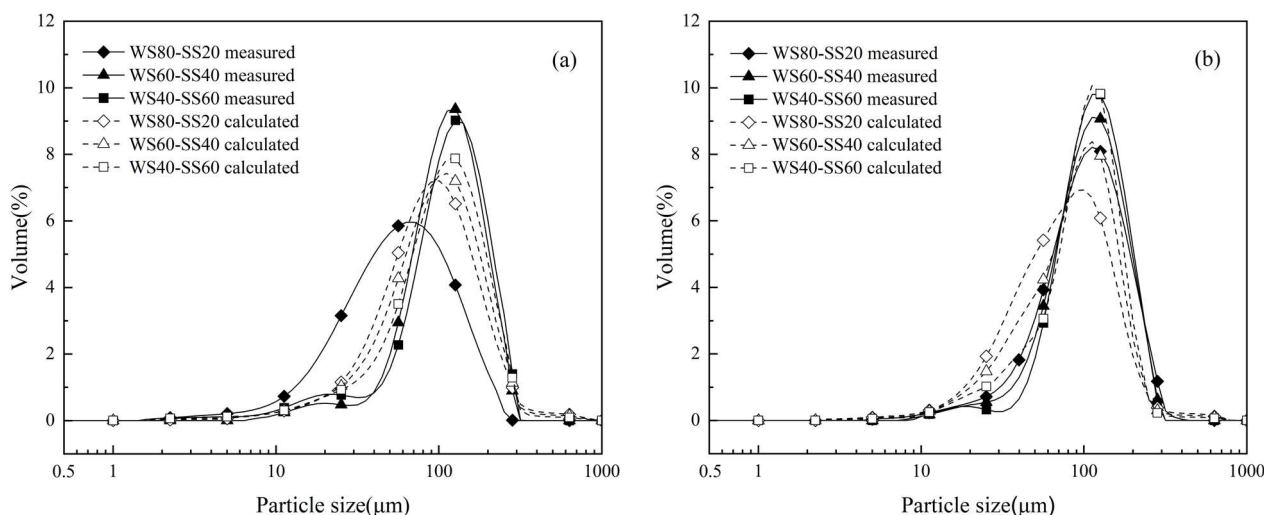 12
10
8
6
4
2
0
Volume(%)
WS80-SS20 measured
WS60-SS40 measured
WS40-SS60 measured
WS80-SS20 calculated
WS60-SS40 calculated
WS40-SS60 calculated
(a)
0.5 1 10 100 1000
Particle size(μm)
12
10
8
6
4
2
0
Volume(%)
WS80-SS20 measured
WS60-SS40 measured
WS40-SS60 measured
WS80-SS20 calculated
WS60-SS40 calculated
WS40-SS60 calculated
(b)
0.5 1 10 100 1000
Particle size(μm)